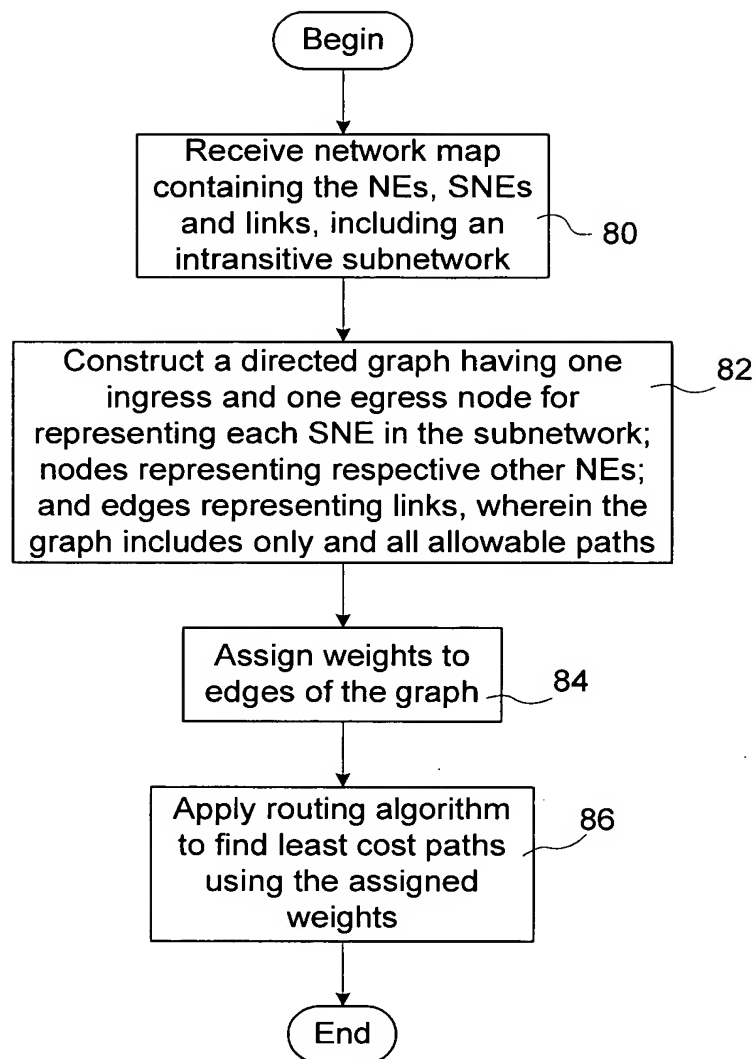 Begin
Receive network map
containing the NEs, SNEs
and links, including an
intransitive subnetwork
80
Construct a directed graph having one
ingress and one egress node for
representing each SNE in the subnetwork;
nodes representing respective other NEs;
and edges representing links, wherein the
graph includes only and all allowable paths
82
Assign weights to
edges of the graph
84
Apply routing algorithm
to find least cost paths
using the assigned
weights
86
End